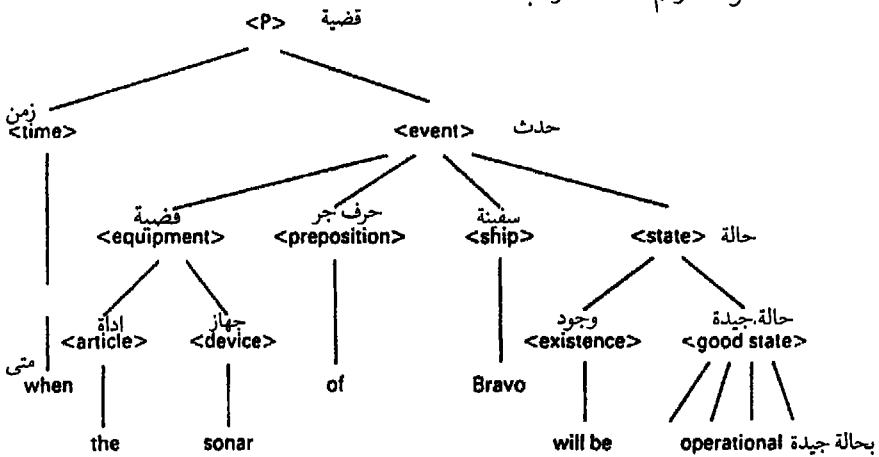 <P> قضية
زمن
<time>
<event> حدث
قضية حرف جر سفينة
<equipment> <preposition> <ship> <state> حالة
اداة جهاز وجود حالة جيدة
<article> <device> <existence> <good state>
متى
when of Bravo
the sonar will be operational بحالة جيدة